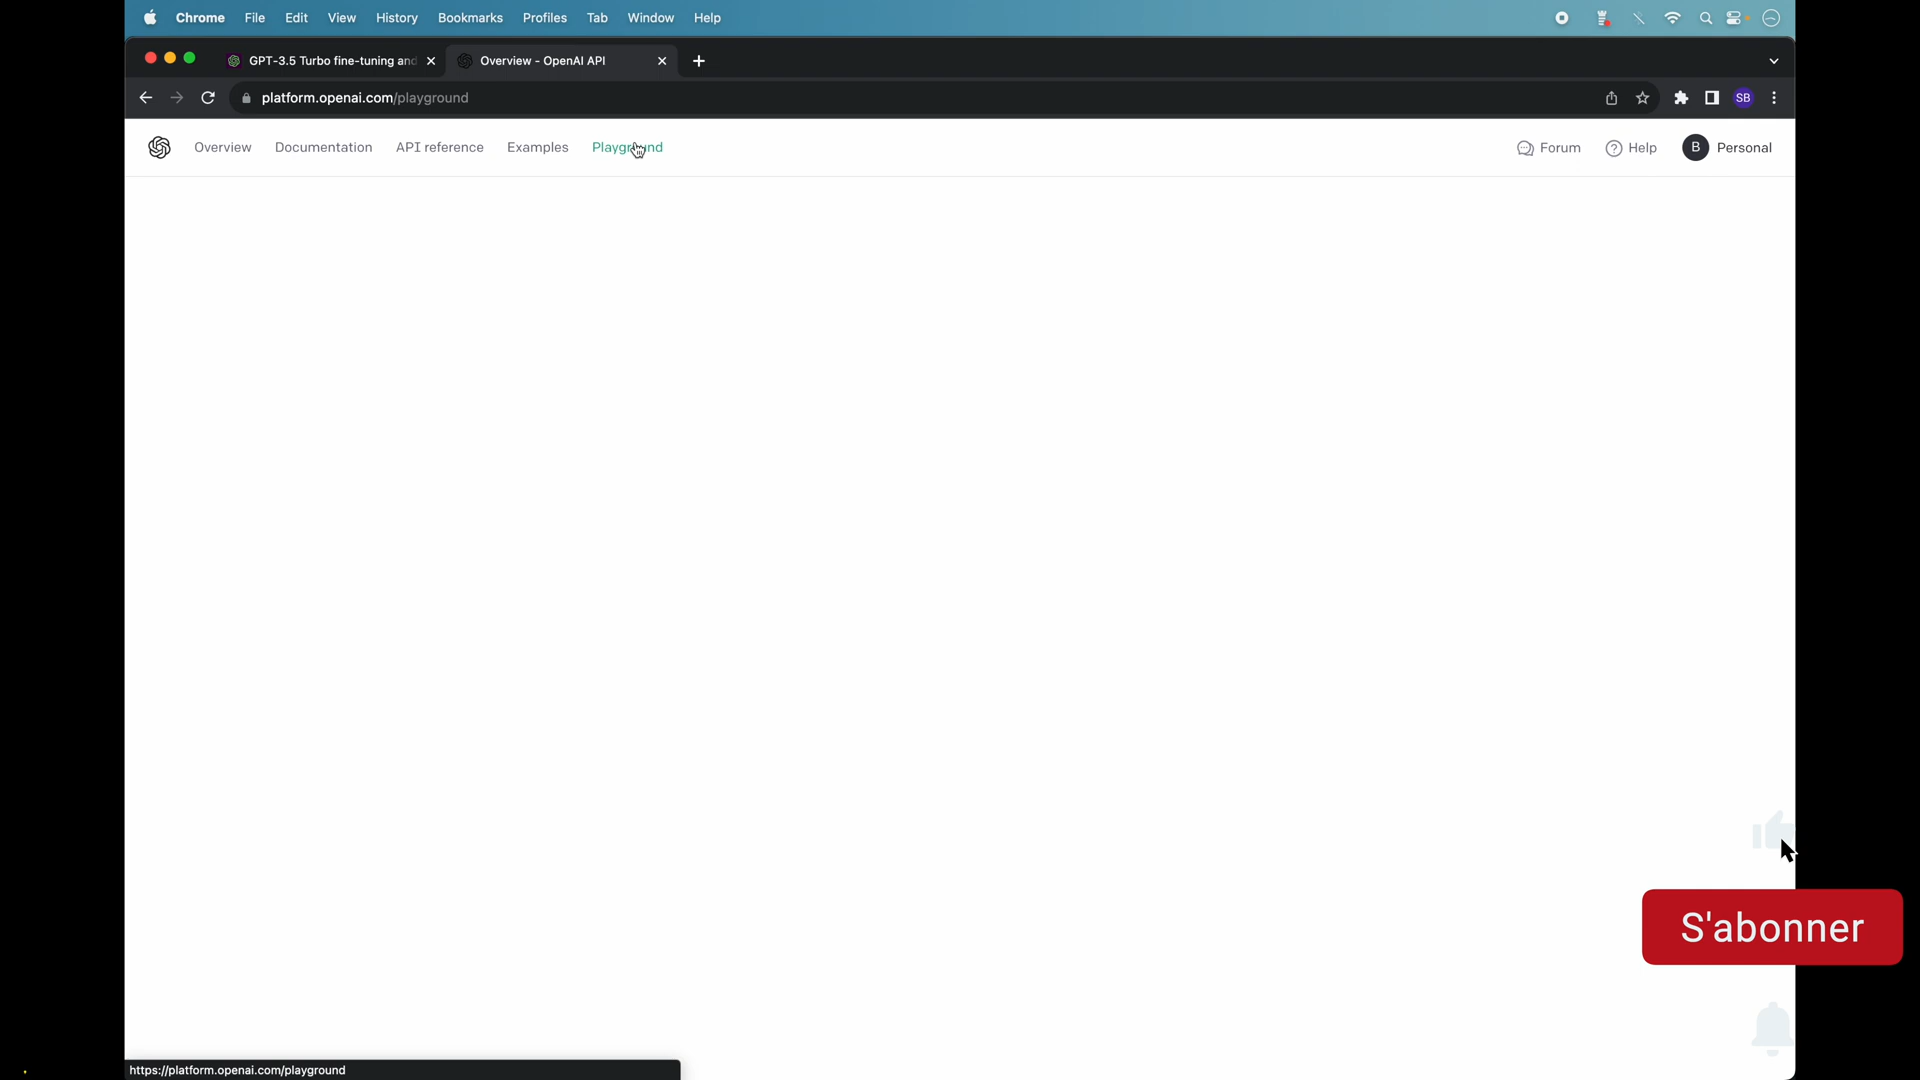 Chrome File Edit View History Bookmarks Profiles Tab Window Help
GPT-3.5 Turbo fine-tuning and
Overview - OpenAI API
platform.openai.com/playground
SB
Overview Documentation API reference Examples Playground
Forum Help B Personal
S'abonner
https://platform.openai.com/playground